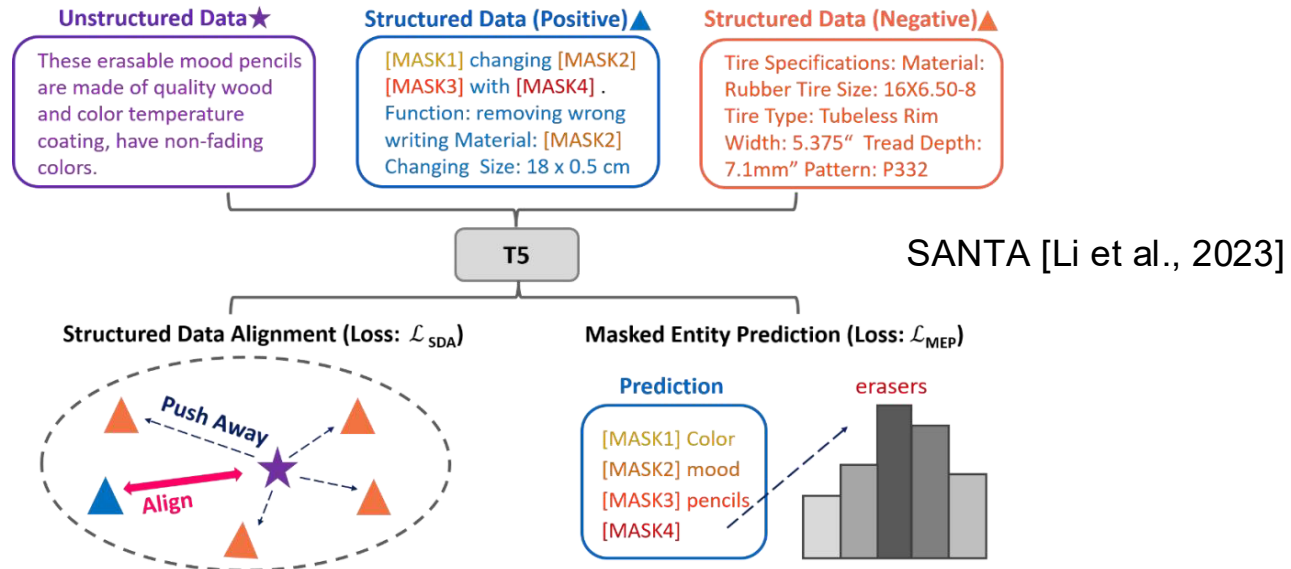 Unstructured Data
These erasable mood pencils
are made of quality wood
and color temperature
coating, have non-fading
colors.
Structured Data (Positive)
[MASK1] changing [MASK2]
[MASK3] with [MASK4] .
Function: removing wrong
writing Material: [MASK2]
Changing Size: 18 x 0.5 cm
Structured Data (Negative)
Tire Specifications: Material:
Rubber Tire Size: 16X6.50-8
Tire Type: Tubeless Rim
Width: 5.375“ Tread Depth:
7.1mm” Pattern: P332
T5
SANTA [Li et al., 2023]
Structured Data Alignment (Loss: ℒSDA)
Push Away
Align
Masked Entity Prediction (Loss: ℒMEP)
Prediction
[MASK1] Color
[MASK2] mood
[MASK3] pencils
[MASK4]
erasers